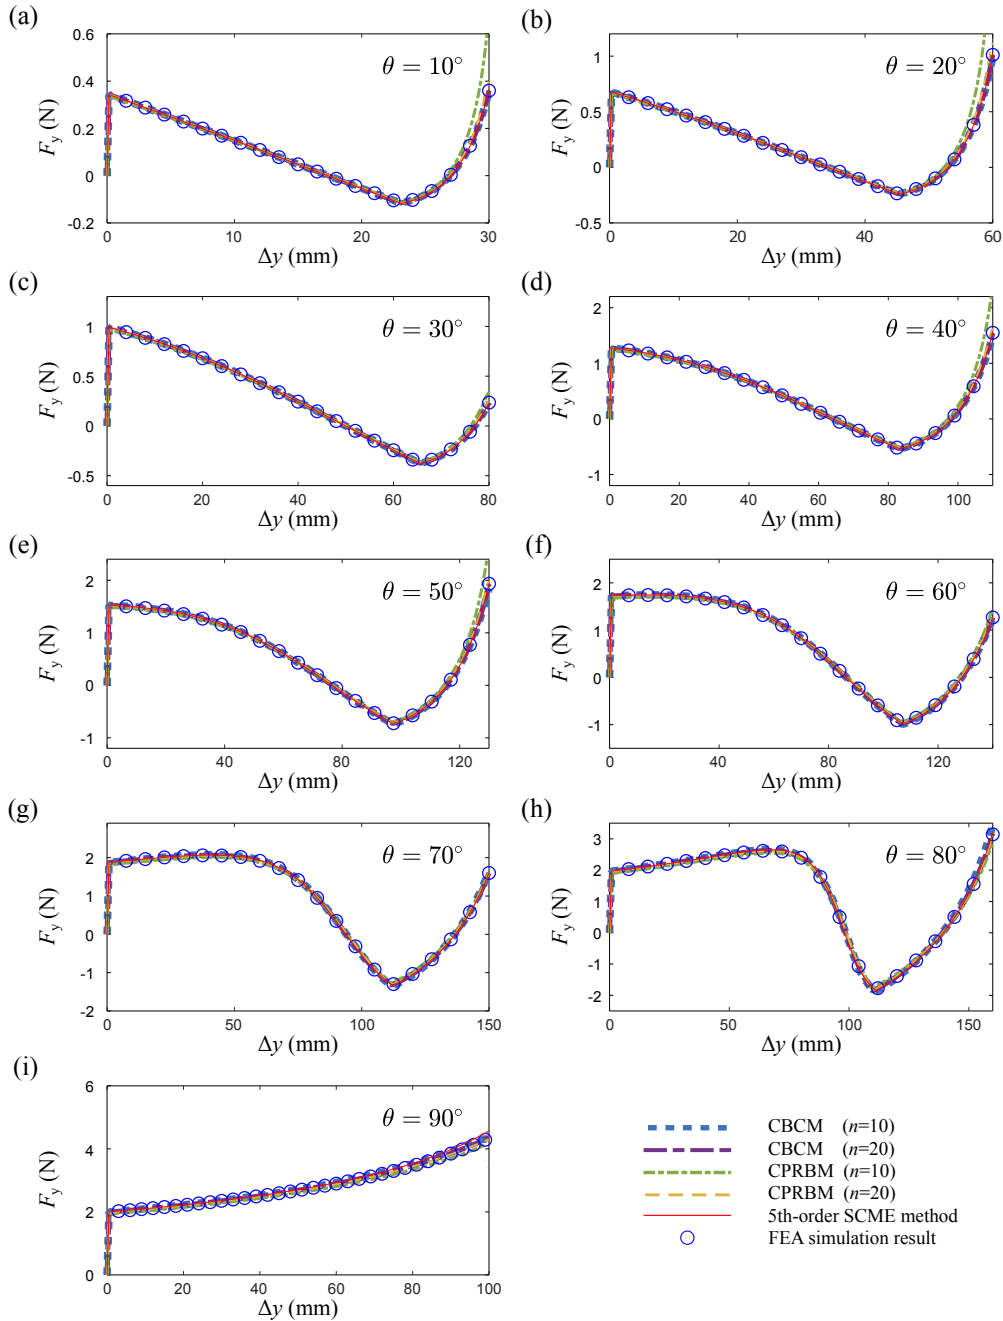 (a)
0.6
0.4
0.2
0
-0.2
F_y (N)
θ = 10°
0 10 20 30
Δy (mm)
(b)
1
0.5
0
-0.5
F_y (N)
θ = 20°
0 20 40 60
Δy (mm)
(c)
1
0.5
0
-0.5
F_y (N)
θ = 30°
0 20 40 60 80
Δy (mm)
(d)
2
1
0
-1
F_y (N)
θ = 40°
0 20 40 60 80 100
Δy (mm)
(e)
2
1
0
-1
F_y (N)
θ = 50°
0 40 80 120
Δy (mm)
(f)
2
1
0
-1
F_y (N)
θ = 60°
0 40 80 120
Δy (mm)
(g)
2
1
0
-1
-2
F_y (N)
θ = 70°
0 50 100 150
Δy (mm)
(h)
3
2
1
0
-1
-2
F_y (N)
θ = 80°
0 50 100 150
Δy (mm)
(i)
6
4
2
0
F_y (N)
θ = 90°
0 20 40 60 80 100
Δy (mm)
CBCM (n=10)
CBCM (n=20)
CPRBM (n=10)
CPRBM (n=20)
5th-order SCME method
FEA simulation result